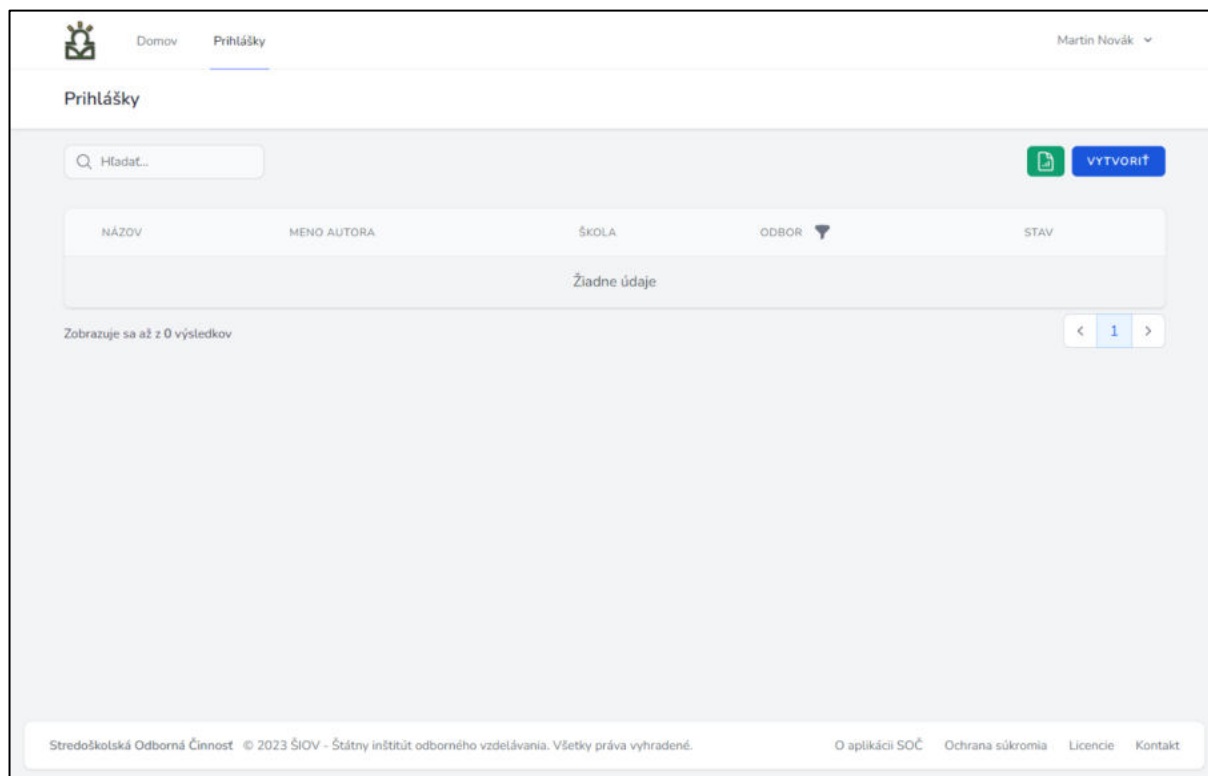 Domov Prihlášky Martin Novák
Prihlášky
Hľadať... VYTVORIŤ
NÁZOV MENO AUTORA ŠKOLA ODBOR STAV
Žiadne údaje
Zobrazuje sa až z 0 výsledkov < 1 >
Stredoškolská Odborná Činnosť © 2023 ŠIOV - Štátny inštitút odborného vzdelávania. Všetky práva vyhradené. O aplikácii SOČ Ochrana súkromia Licencie Kontakt